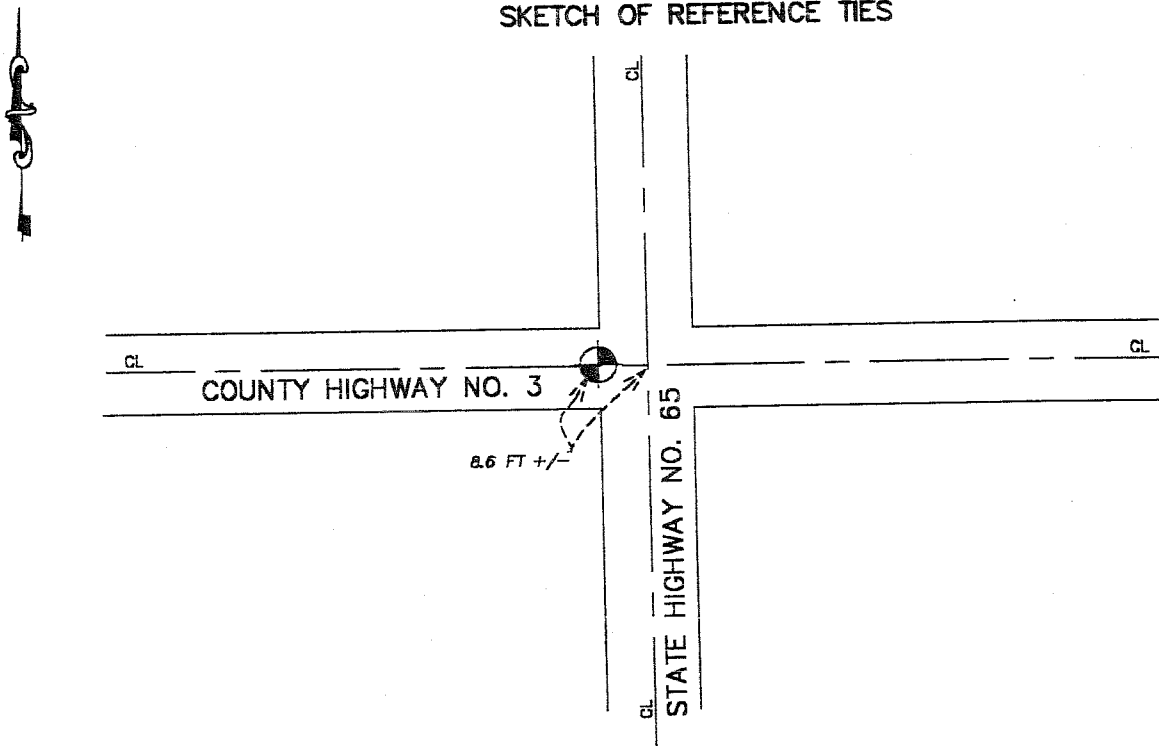 SKETCH OF REFERENCE TIES
CL
CL
CL
COUNTY HIGHWAY NO. 3
8.6 FT +/-
STATE HIGHWAY NO. 65
CL